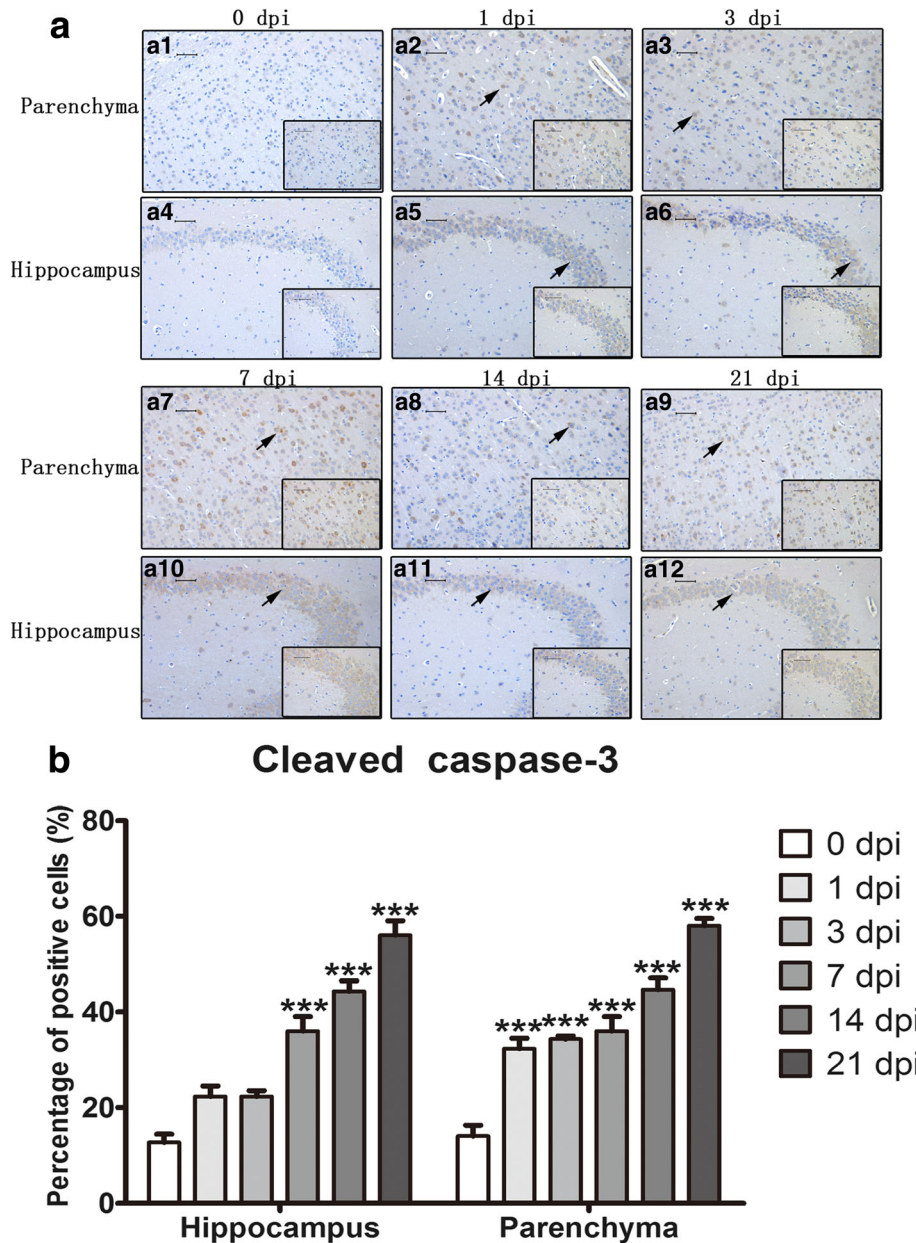 a
0 dpi 1 dpi 3 dpi
Parenchyma
a1 a2 a3
Hippocampus
a4 a5 a6
7 dpi 14 dpi 21 dpi
Parenchyma
a7 a8 a9
Hippocampus
a10 a11 a12
b
Cleaved caspase-3
Percentage of positive cells (%)
80
60
40
20
0
*** *** ***
*** *** *** *** ***
Hippocampus Parenchyma
0 dpi
1 dpi
3 dpi
7 dpi
14 dpi
21 dpi